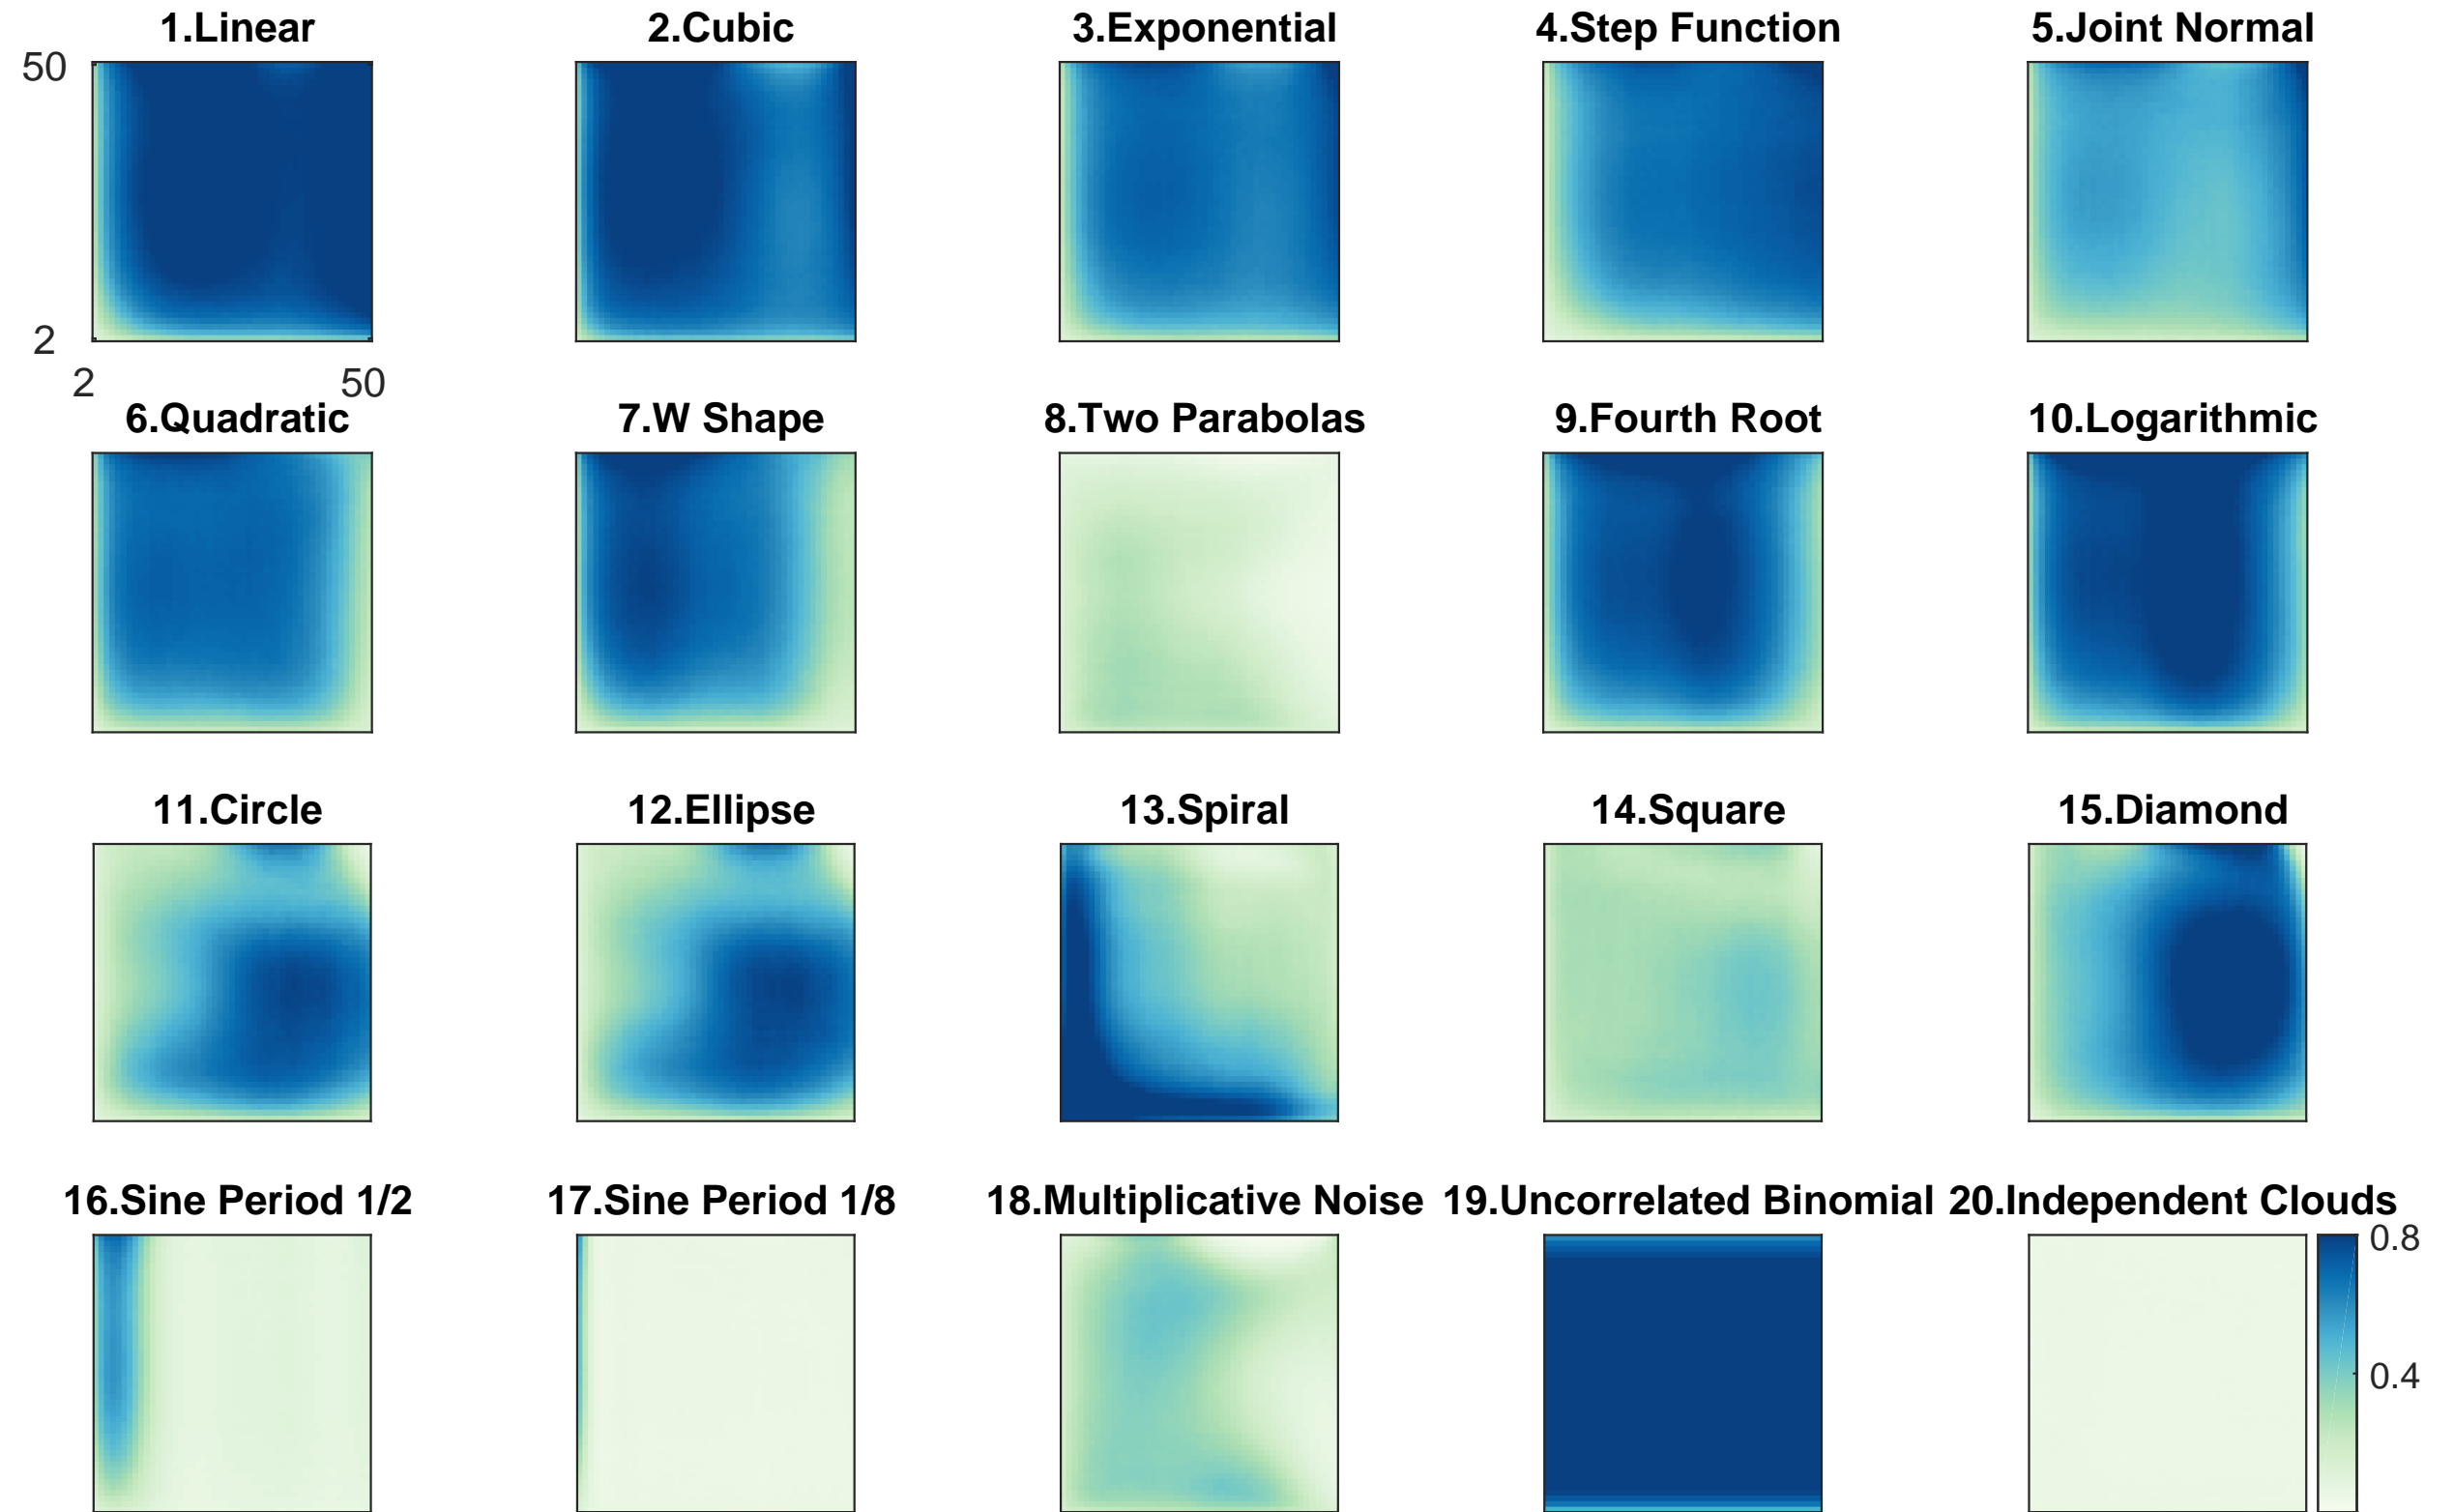 1.Linear
2.Cubic
3.Exponential
4.Step Function
5.Joint Normal
50
2
2
50
6.Quadratic
7.W Shape
8.Two Parabolas
9.Fourth Root
10.Logarithmic
11.Circle
12.Ellipse
13.Spiral
14.Square
15.Diamond
16.Sine Period 1/2
17.Sine Period 1/8
18.Multiplicative Noise
19.Uncorrelated Binomial
20.Independent Clouds
0.8
0.4